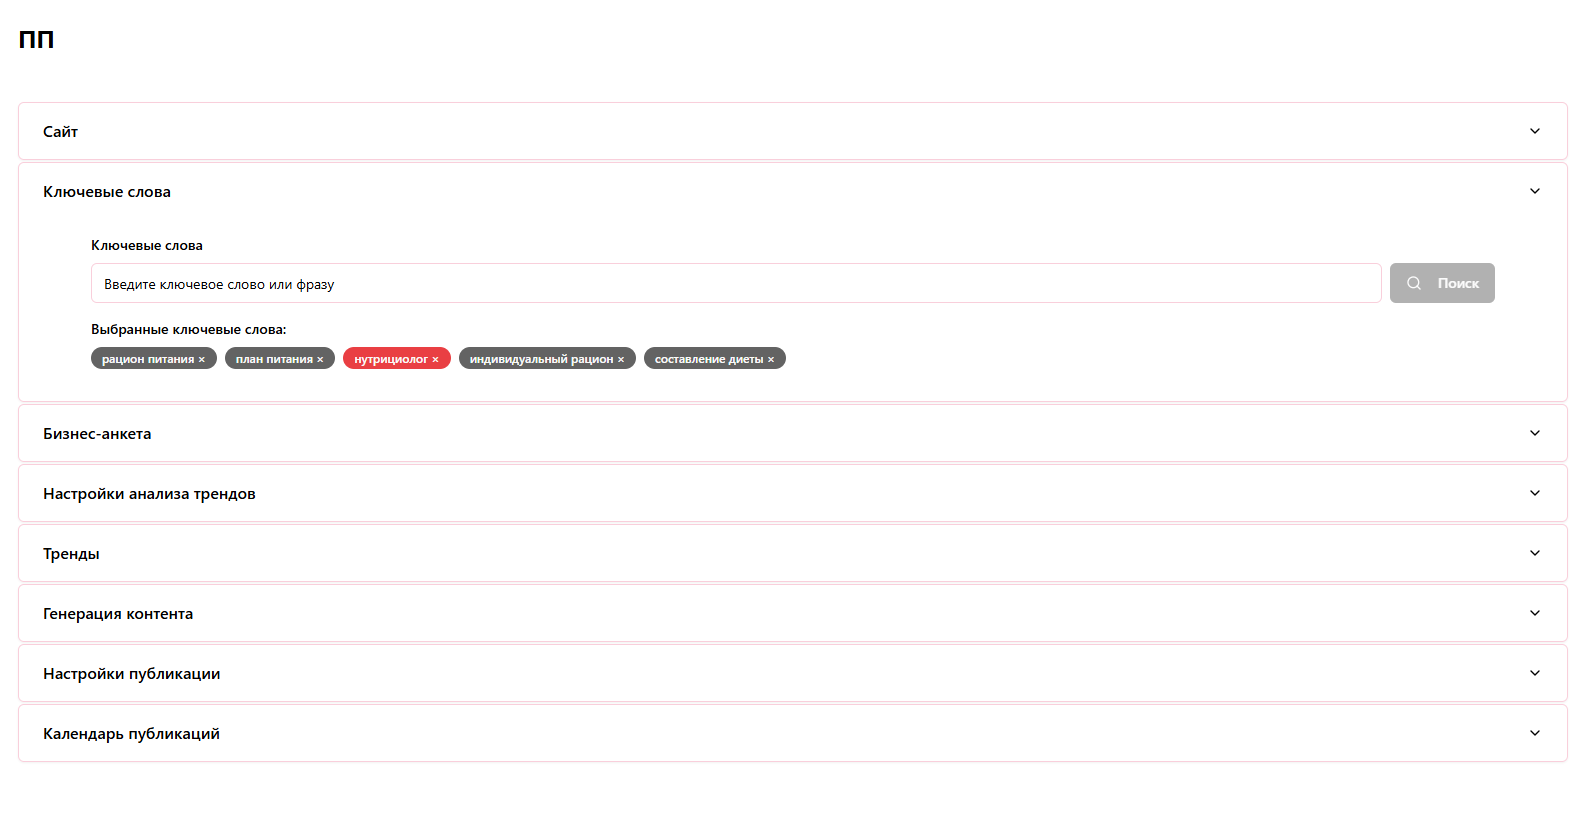 ПП
Сайт
Ключевые слова
Ключевые слова
Введите ключевое слово или фразу
Поиск
Выбранные ключевые слова:
рацион питания × план питания × нутрициолог × индивидуальный рацион × составление диеты ×
Бизнес-анкета
Настройки анализа трендов
Тренды
Генерация контента
Настройки публикации
Календарь публикаций